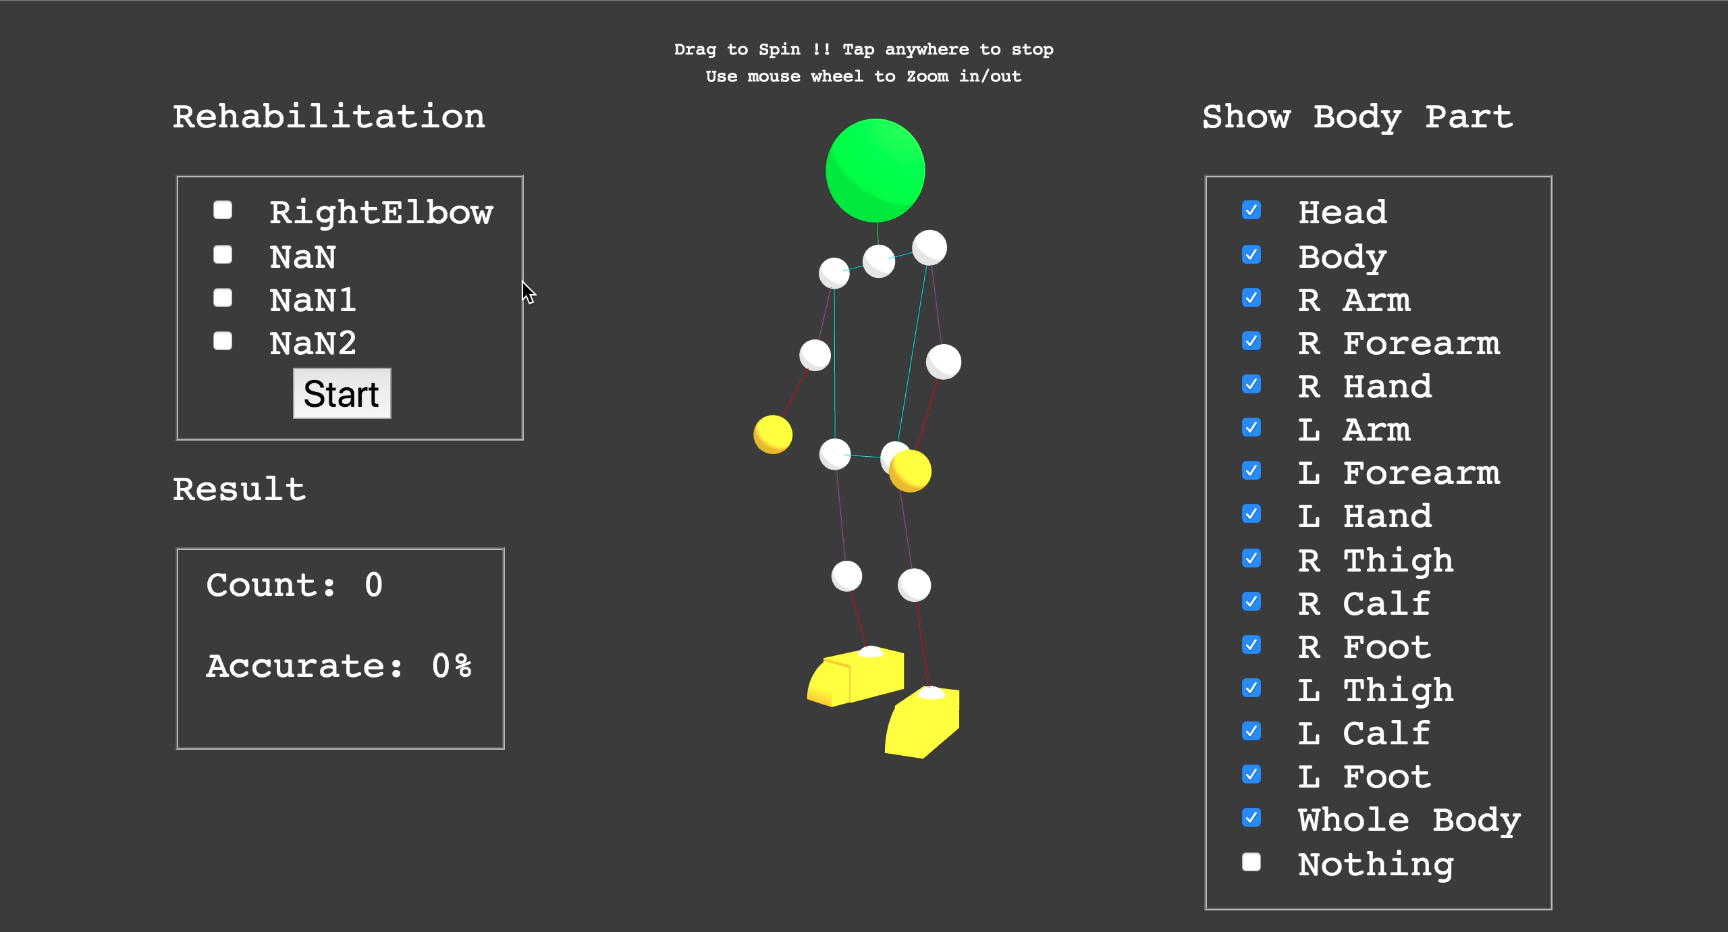 Drag to Spin !! Tap anywhere to stop
Use mouse wheel to Zoom in/out
Rehabilitation
RightElbow
NaN
NaN1
NaN2
Start
Result
Count: 0
Accurate: 0%
Show Body Part
Head
Body
R Arm
R Forearm
R Hand
L Arm
L Forearm
L Hand
R Thigh
R Calf
R Foot
L Thigh
L Calf
L Foot
Whole Body
Nothing